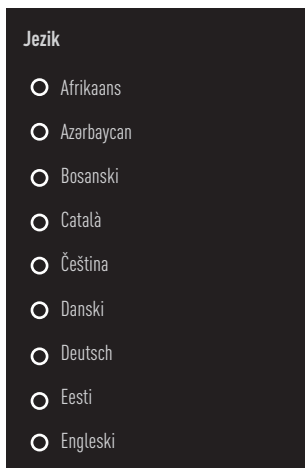 Jezik
Afrikaans
Azərbaycan
Bosanski
Català
Čeština
Danski
Deutsch
Eesti
Engleski